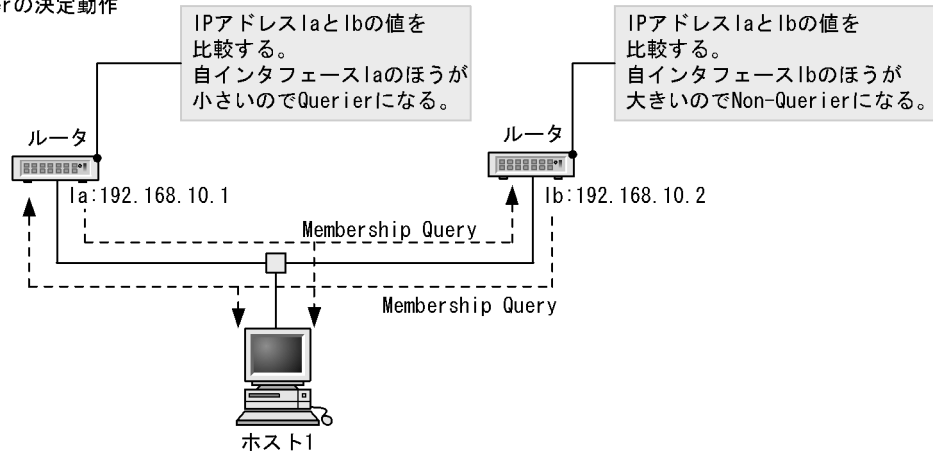 erの決定動作
IPアドレスIaとIbの値を
比較する。
自インタフェースIaのほうが
小さいのでQuerierになる。
IPアドレスIaとIbの値を
比較する。
自インタフェースIbのほうが
大きいのでNon-Querierになる。
ルータ
ルータ
Ia:192.168.10.1
Ib:192.168.10.2
Membership Query
Membership Query
ホスト1